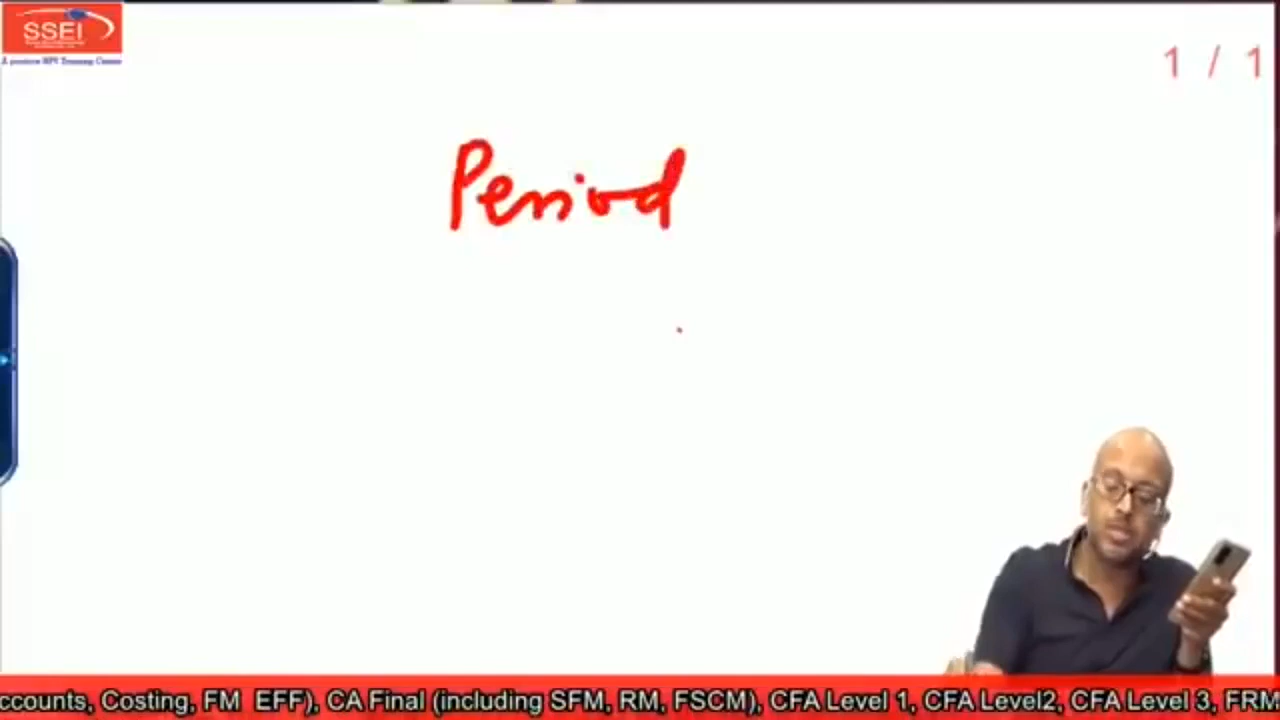 SSEI
1 / 1
Period
ccounts, Costing, FM EFF), CA Final (including SFM, RM, FSCM), CFA Level 1, CFA Level2, CFA Level 3, FRM